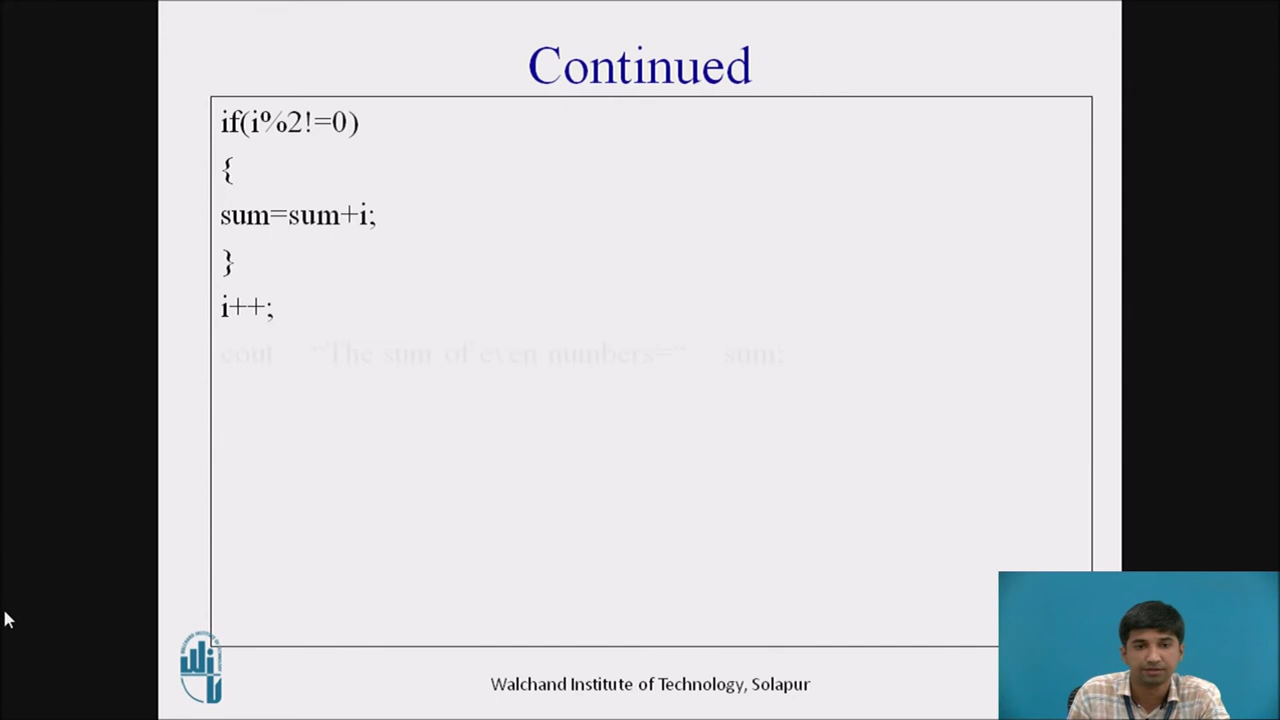 Continued
if(i%2!=0)
{
sum=sum+i;
}
i++;
cout “The sum of even numbers=“ sum;
Walchand Institute of Technology, Solapur